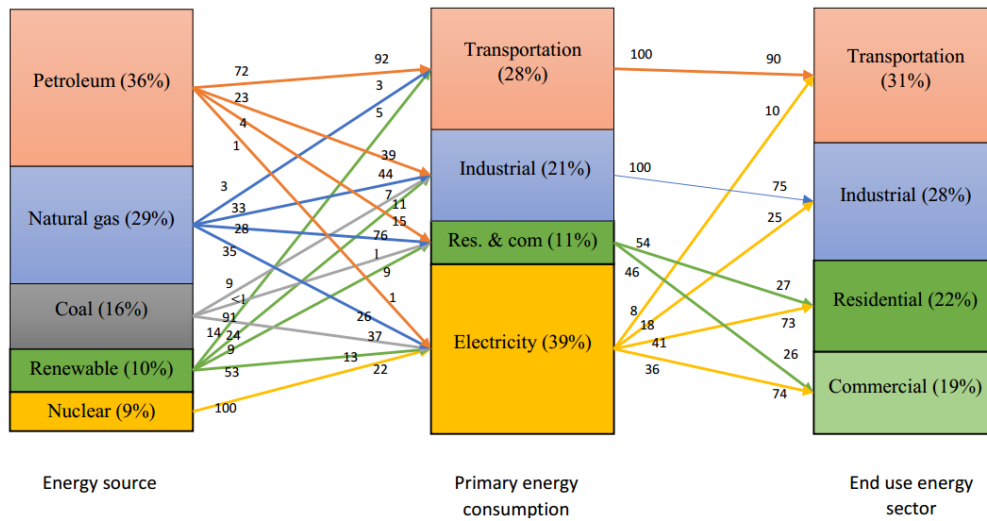 Petroleum (36%)
Natural gas (29%)
Coal (16%)
Renewable (10%)
Nuclear (9%)
72
23
4
1
3
33
28
35
9
<1
91
14
24
9
53
100
92
3
5
39
44
7
11
15
76
1
9
1
26
37
13
22
Transportation
(28%)
Industrial (21%)
Res. & com (11%)
Electricity (39%)
100
100
54
46
8
18
41
36
90
10
75
25
27
73
26
74
Transportation
(31%)
Industrial (28%)
Residential (22%)
Commercial (19%)
Energy source
Primary energy
consumption
End use energy
sector